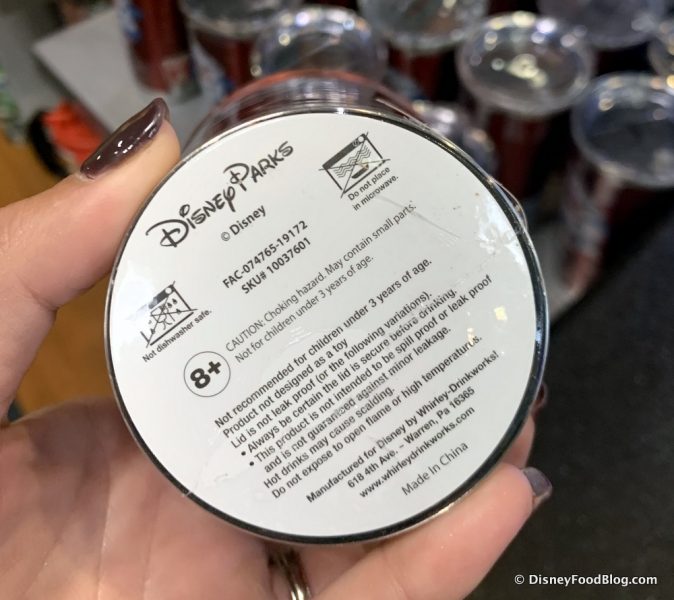 Disney Parks
© Disney
Do not place
in microwave.
FAC-074765-19172
SKU# 10037601
Not dishwasher safe.
CAUTION: Choking hazard. May contain small parts.
Not for children under 3 years of age.
8+
Not recommended for children under 3 years of age.
Product not designed as a toy
Lid is not leak proof (or the following variations).
• Always be certain the lid is secure before drinking.
• This product is not intended to be spill proof or leak proof
and is not guaranteed against minor leakage.
Hot drinks may cause scalding.
Do not expose to open flame or high temperatures.
Manufactured for Disney by Whirley-Drinkworks!
618 4th Ave. – Warren, Pa 16365
www.whirleydrinkworks.com
Made in China
© DisneyFoodBlog.com